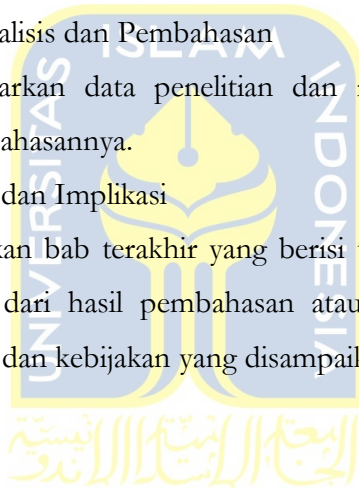 alisis dan Pembahasan
ISLAM
arkan data penelitian dan
ahasannya.
dan Implikasi
kan bab terakhir yang berisi
dari hasil pembahasan atau
dan kebijakan yang disampaik
UNIVERSITAS
INDONESIA